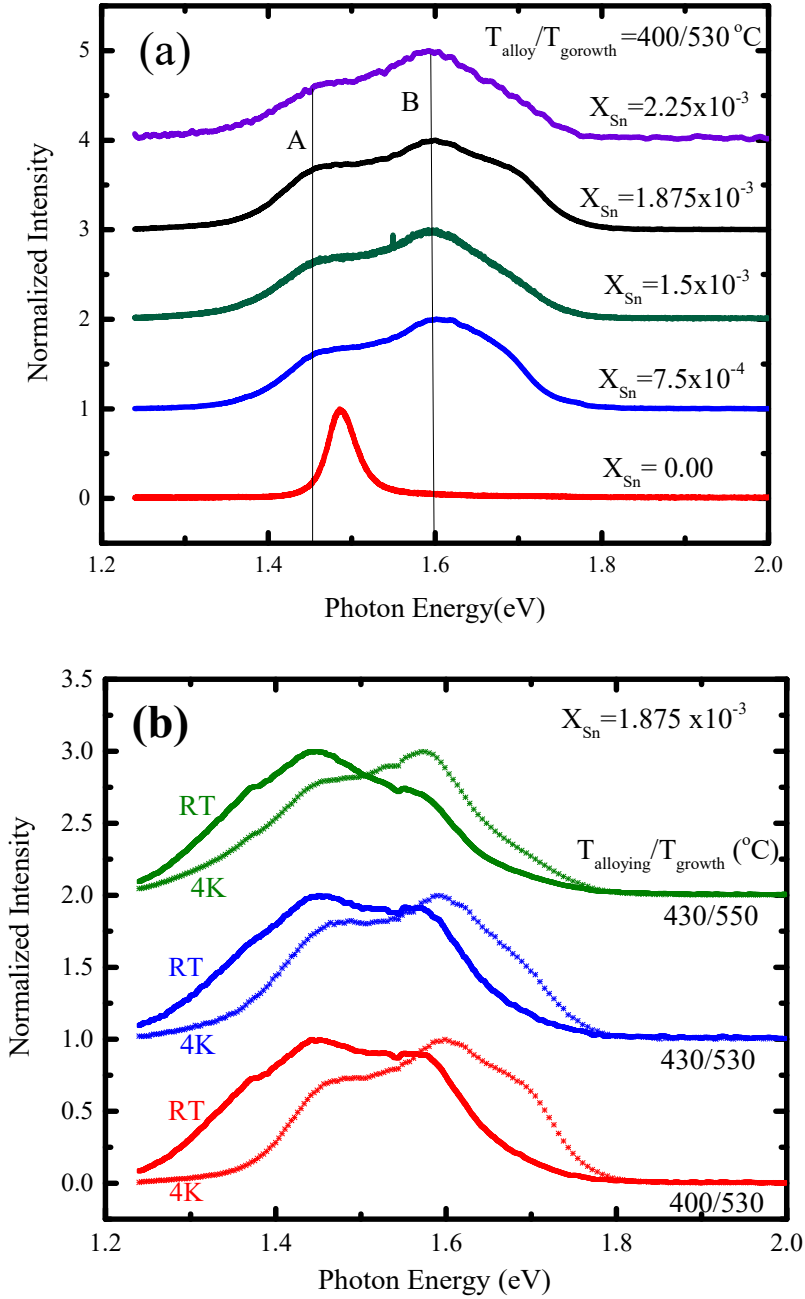 (a)
T_alloy/T_gorowth =400/530 °C
X_Sn= 2.25x10^-3
B
A
X_Sn=1.875x10^-3
X_Sn=1.5x10^-3
X_Sn=7.5x10^-4
X_Sn= 0.00
5
4
3
2
1
0
Normalized Intensity
1.2 1.4 1.6 1.8 2.0
Photon Energy(eV)
(b)
X_Sn=1.875 x10^-3
T_alloying/T_growth (°C)
RT
4K
430/550
RT
4K
430/530
RT
4K
400/530
3.5
3.0
2.5
2.0
1.5
1.0
0.5
0.0
Normalized Intensity
1.2 1.4 1.6 1.8 2.0
Photon Energy (eV)